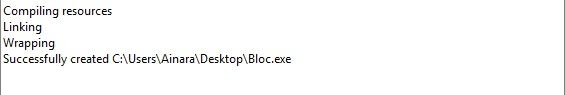 Compiling resources
Linking
Wrapping
Successfully created C:\Users\Ainara\Desktop\Bloc.exe